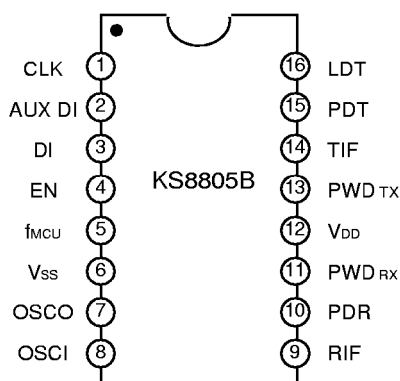 CLK 1 16 LDT
AUX DI 2 15 PDT
DI 3 14 TIF
EN 4 KS8805B 13 PWD TX
fMCU 5 12 VDD
VSS 6 11 PWD RX
OSCO 7 10 PDR
OSCI 8 9 RIF